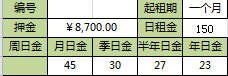 编号 起租期 一个月
押金 ￥8,700.00 日租金 150
周日金 月日金 季日金 半年日金 年日金
45 30 27 23